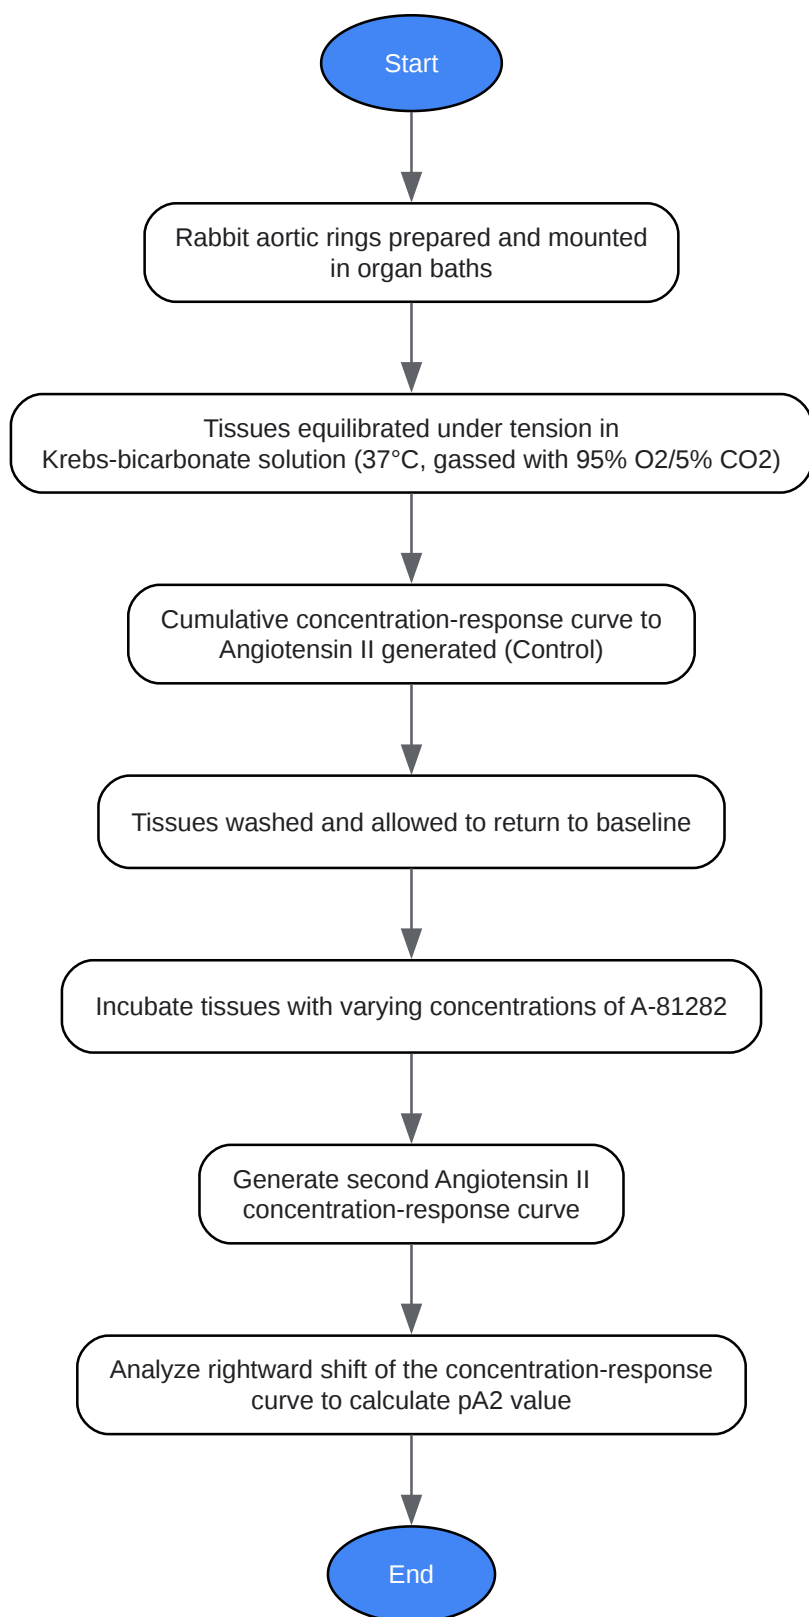 Start
Rabbit aortic rings prepared and mounted
in organ baths
Tissues equilibrated under tension in
Krebs-bicarbonate solution (37°C, gassed with 95% O2/5% CO2)
Cumulative concentration-response curve to
Angiotensin II generated (Control)
Tissues washed and allowed to return to baseline
Incubate tissues with varying concentrations of A-81282
Generate second Angiotensin II
concentration-response curve
Analyze rightward shift of the concentration-response
curve to calculate pA2 value
End